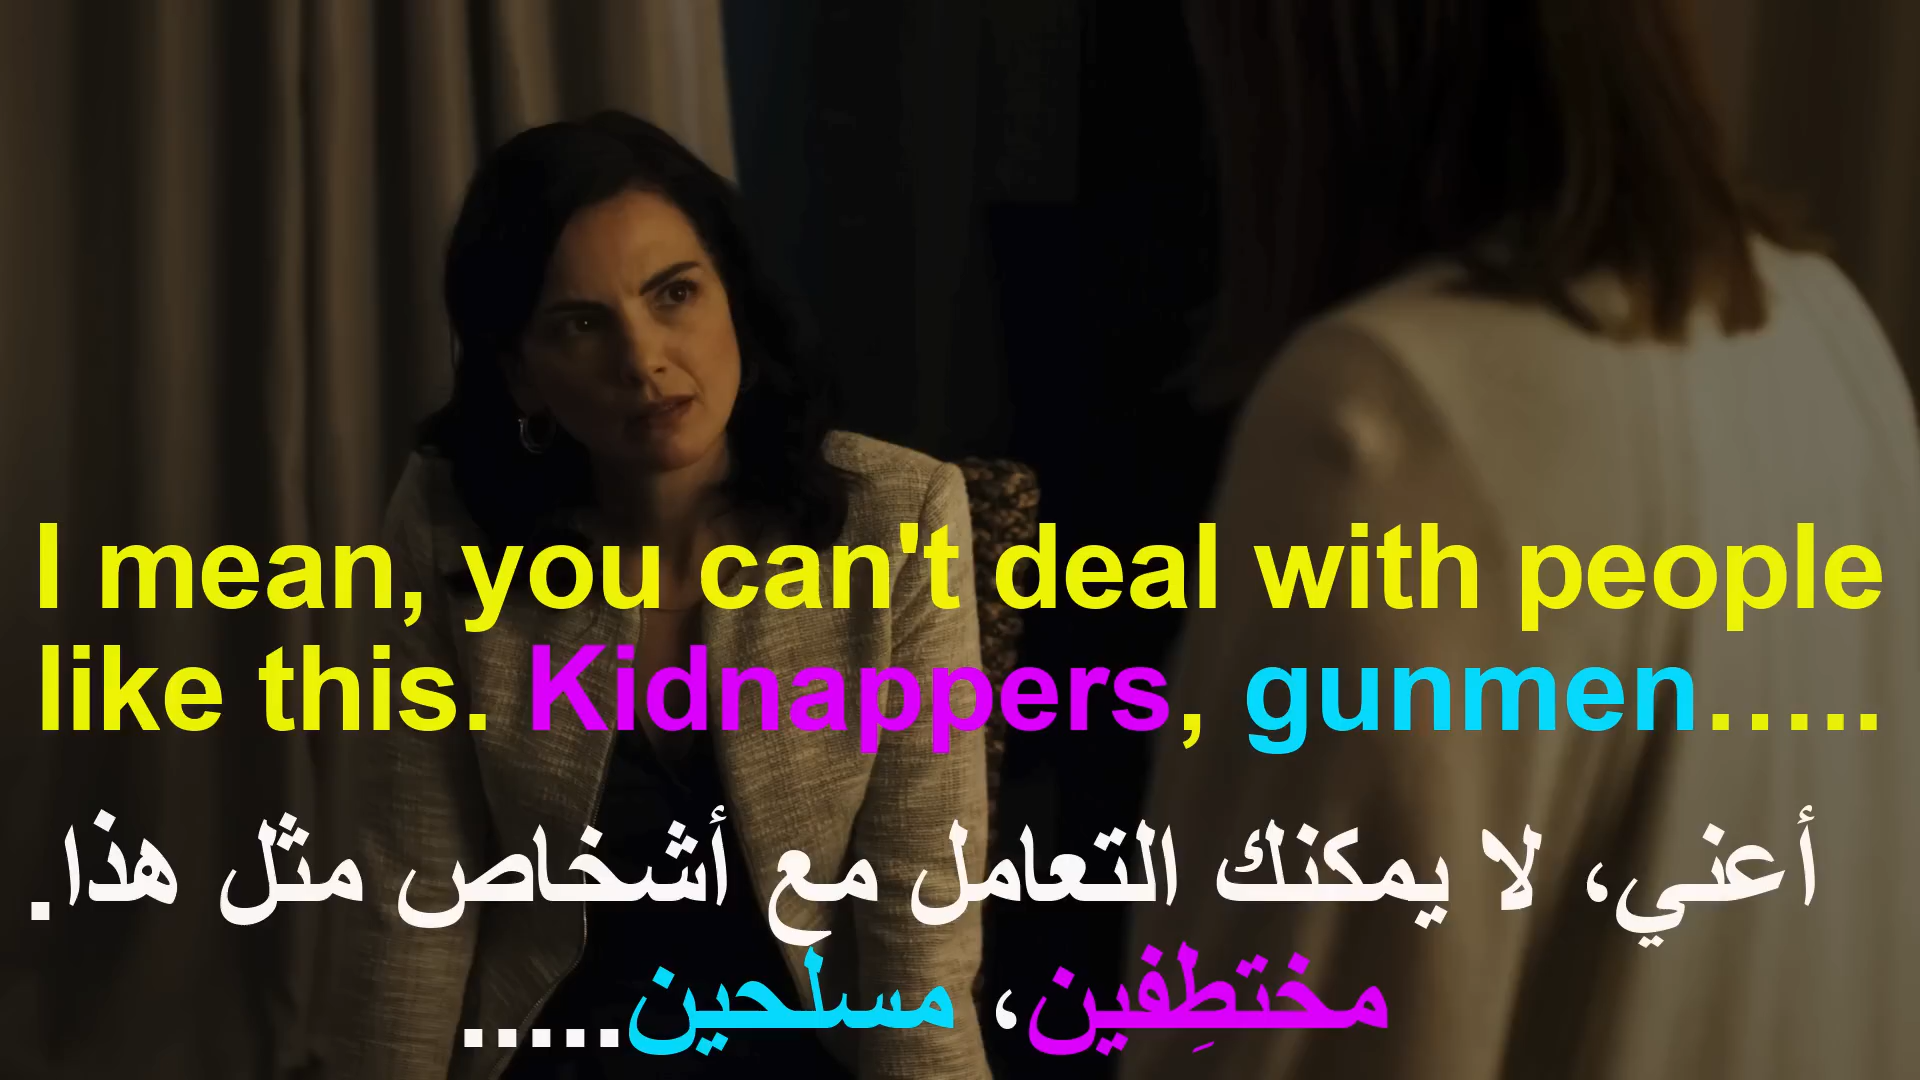 I mean, you can't deal with people
like this. Kidnappers, gunmen…..
أعني، لا يمكنك التعامل مع أشخاص مثل هذا.
مختطِفين، مسلحين.....